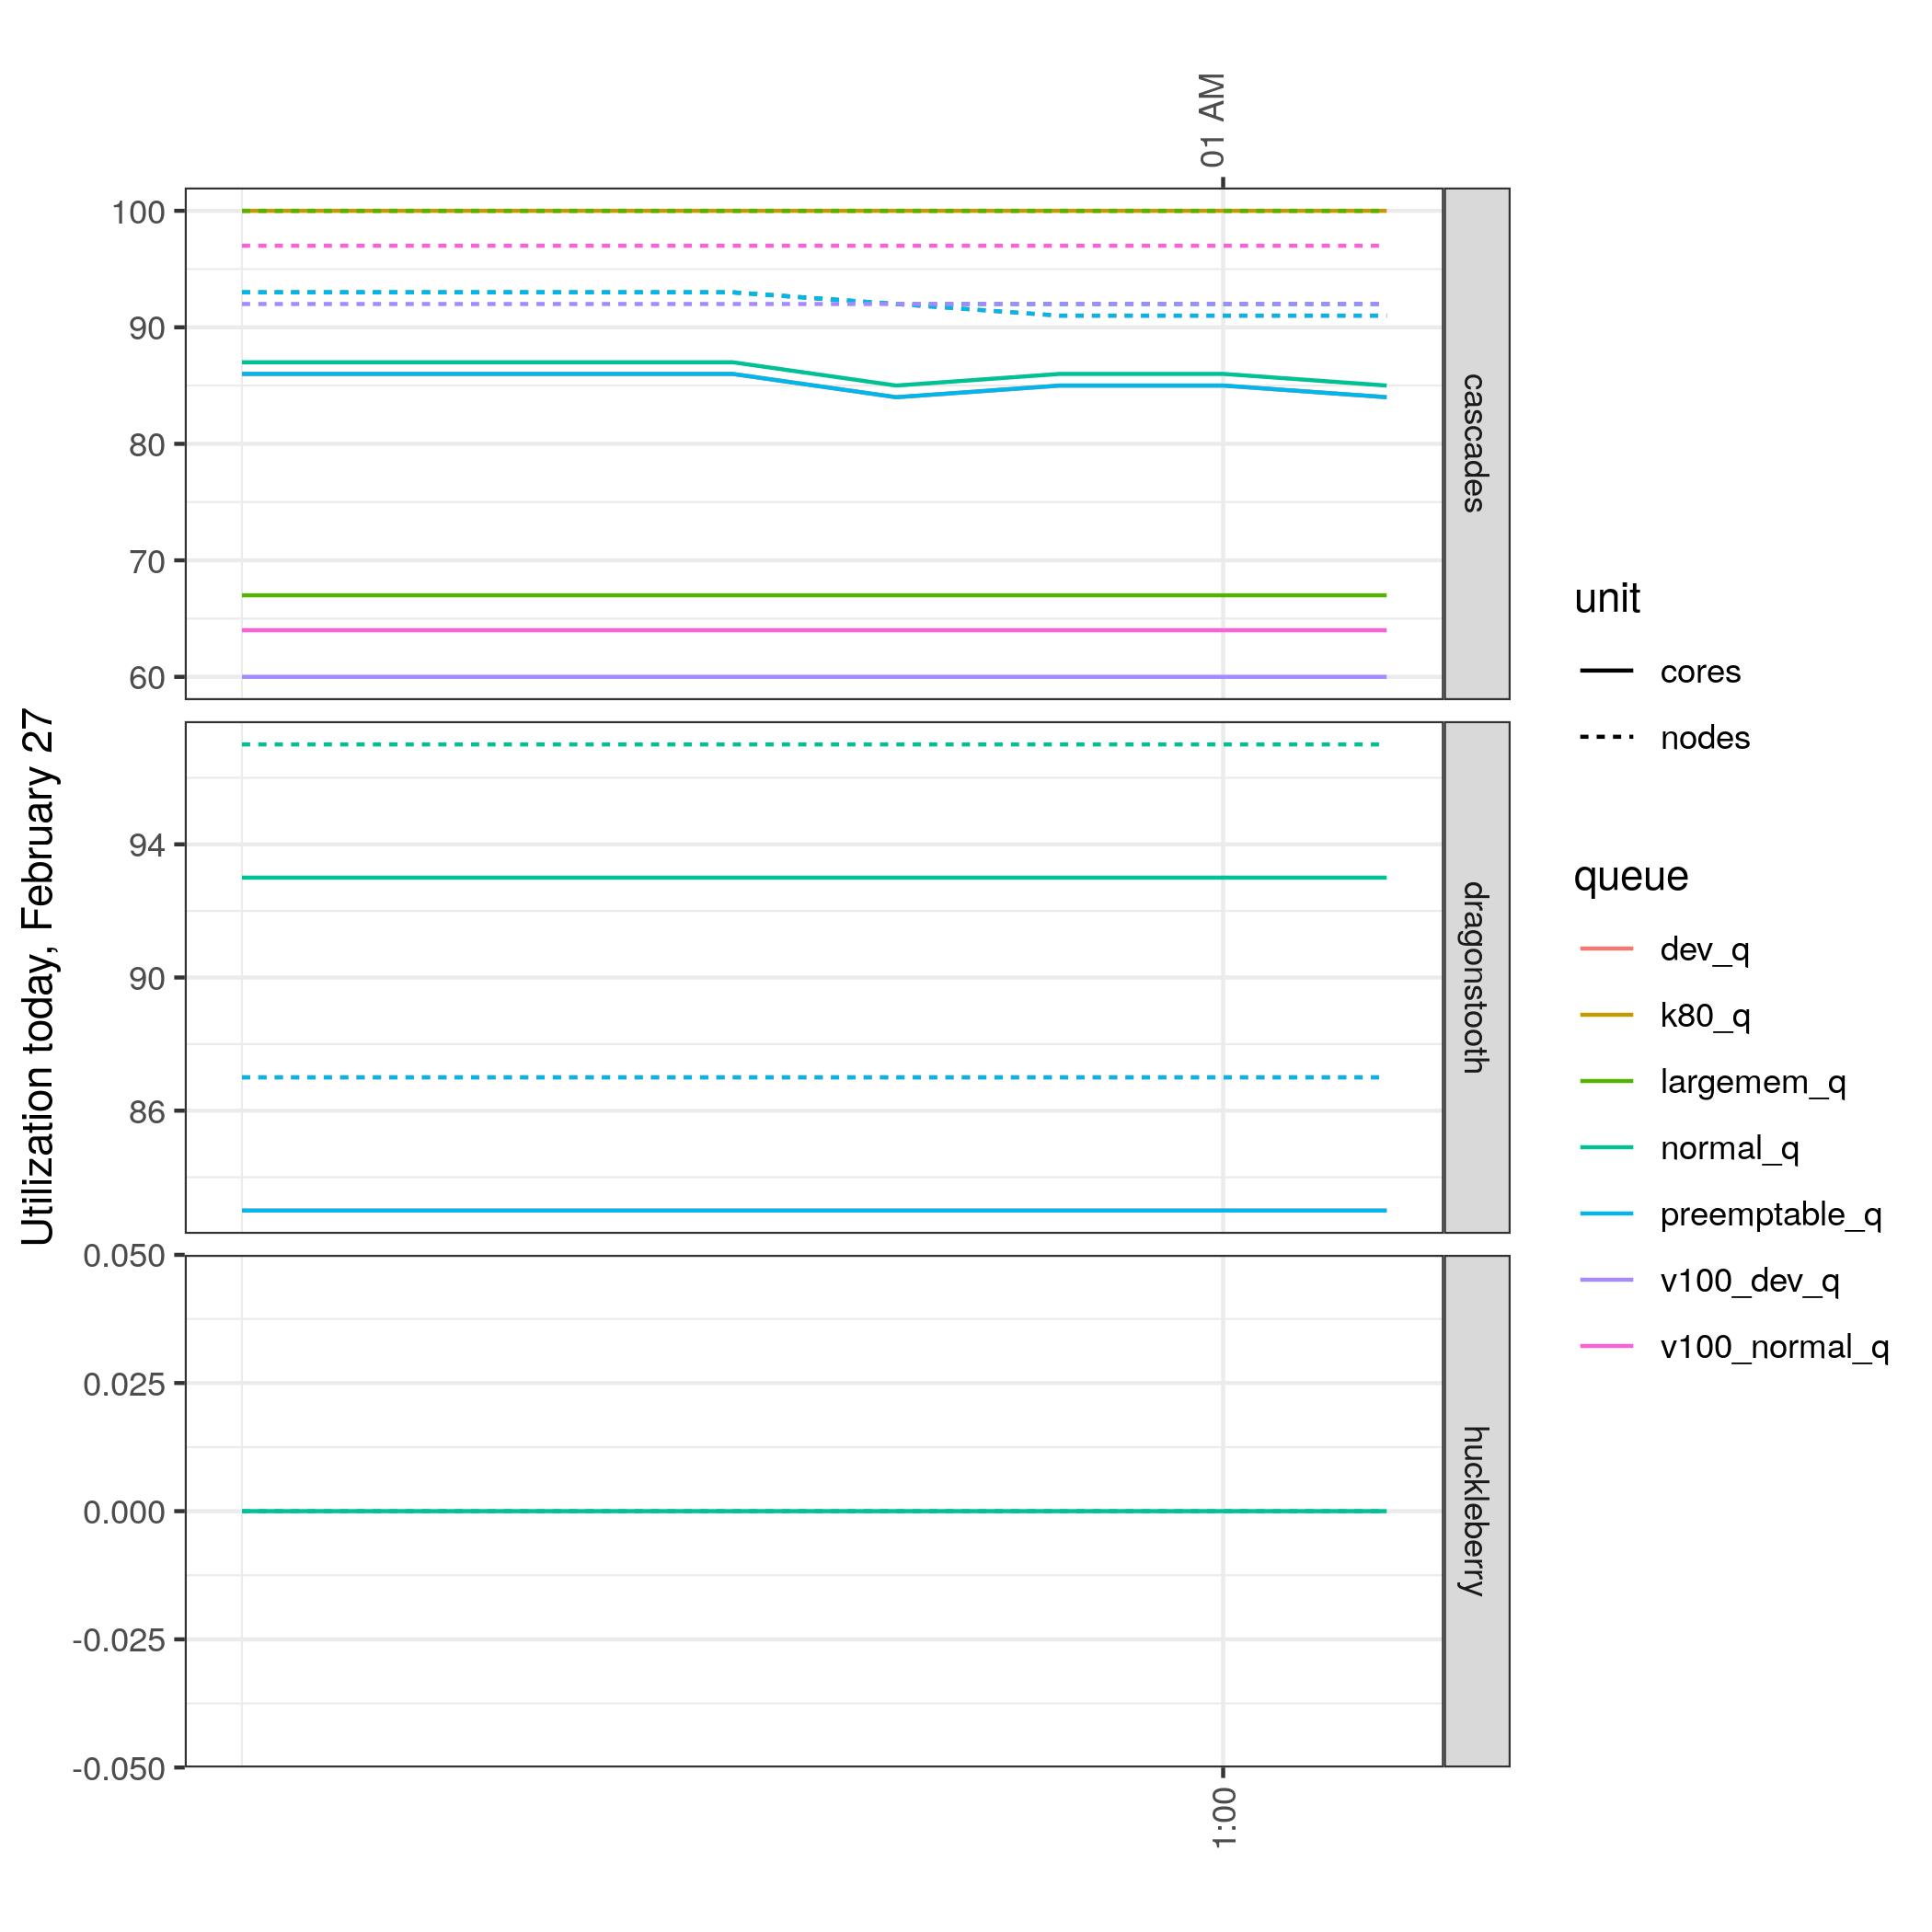 01 AM
100
90
80
70
60
cascades
94
90
86
dragonstooth
0.050
0.025
0.000
-0.025
-0.050
huckleberry
1:00
Utilization today, February 27
unit
cores
nodes
queue
dev_q
k80_q
largemem_q
normal_q
preemptable_q
v100_dev_q
v100_normal_q